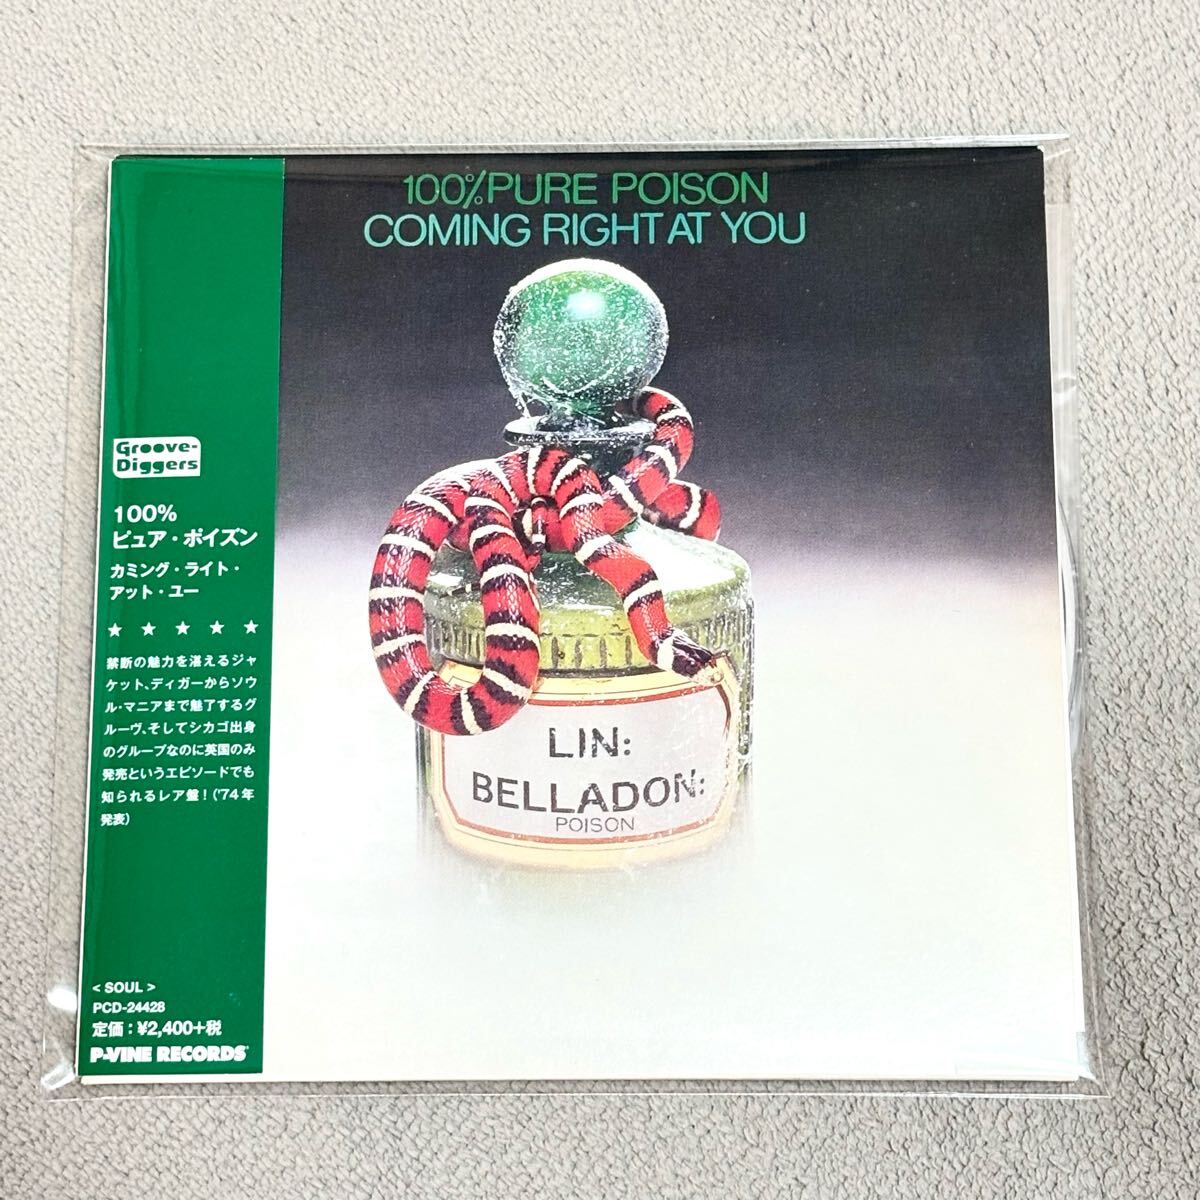 100%PURE POISON
COMING RIGHT AT YOU
Groove-
Diggers
100%
ピュア・ポイズン
カミング・ライト・
アット・ユー
★ ★ ★ ★ ★
禁断の魅力を湛えるジャ
ケット、ディガーからソウ
ル・マニアまで魅了するグ
ルーヴ、そしてシカゴ出身
のグループなのに英国のみ
発売というエピソードでも
知られるレア盤！('74年
発表)
< SOUL >
PCD-24428
定価：¥2,400+税
P-VINE RECORDS
LIN:
BELLADON:
POISON